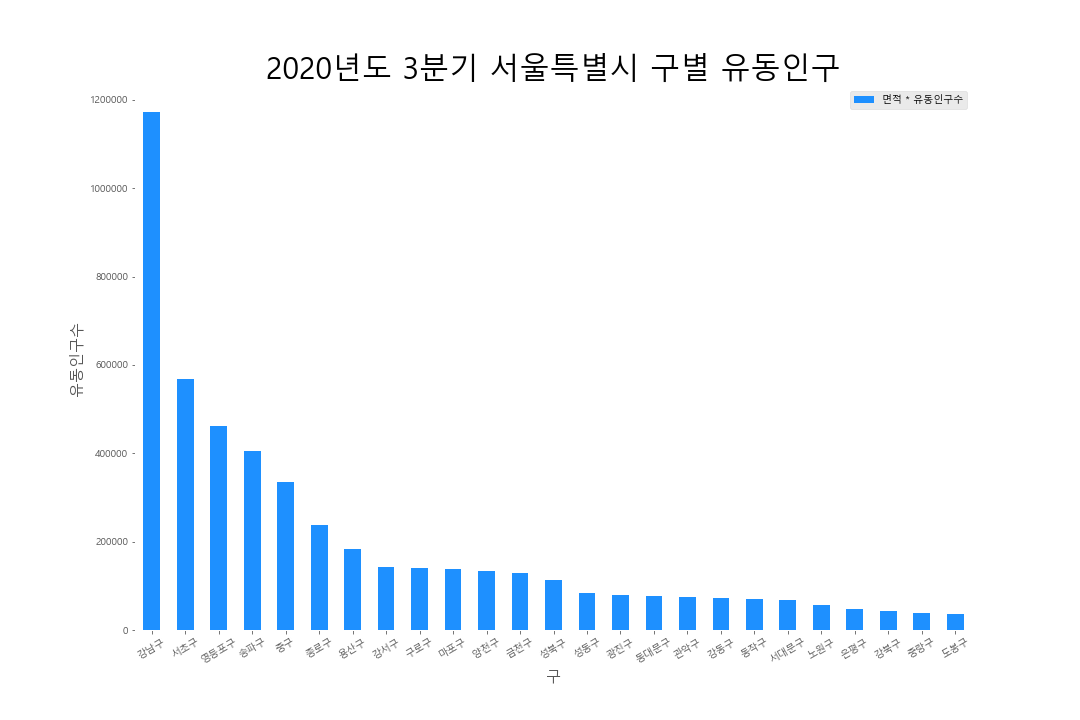 2020년도 3분기 서울특별시 구별 유동인구
면적 * 유동인구수
1200000
1000000
800000
600000
400000
200000
0
유동인구수
강남구 서초구 영등포구 송파구 중구 종로구 용산구 강서구 구로구 마포구 양천구 금천구 성북구 성동구 광진구 동대문구 관악구 강동구 동작구 서대문구 노원구 은평구 강북구 중랑구 도봉구
구